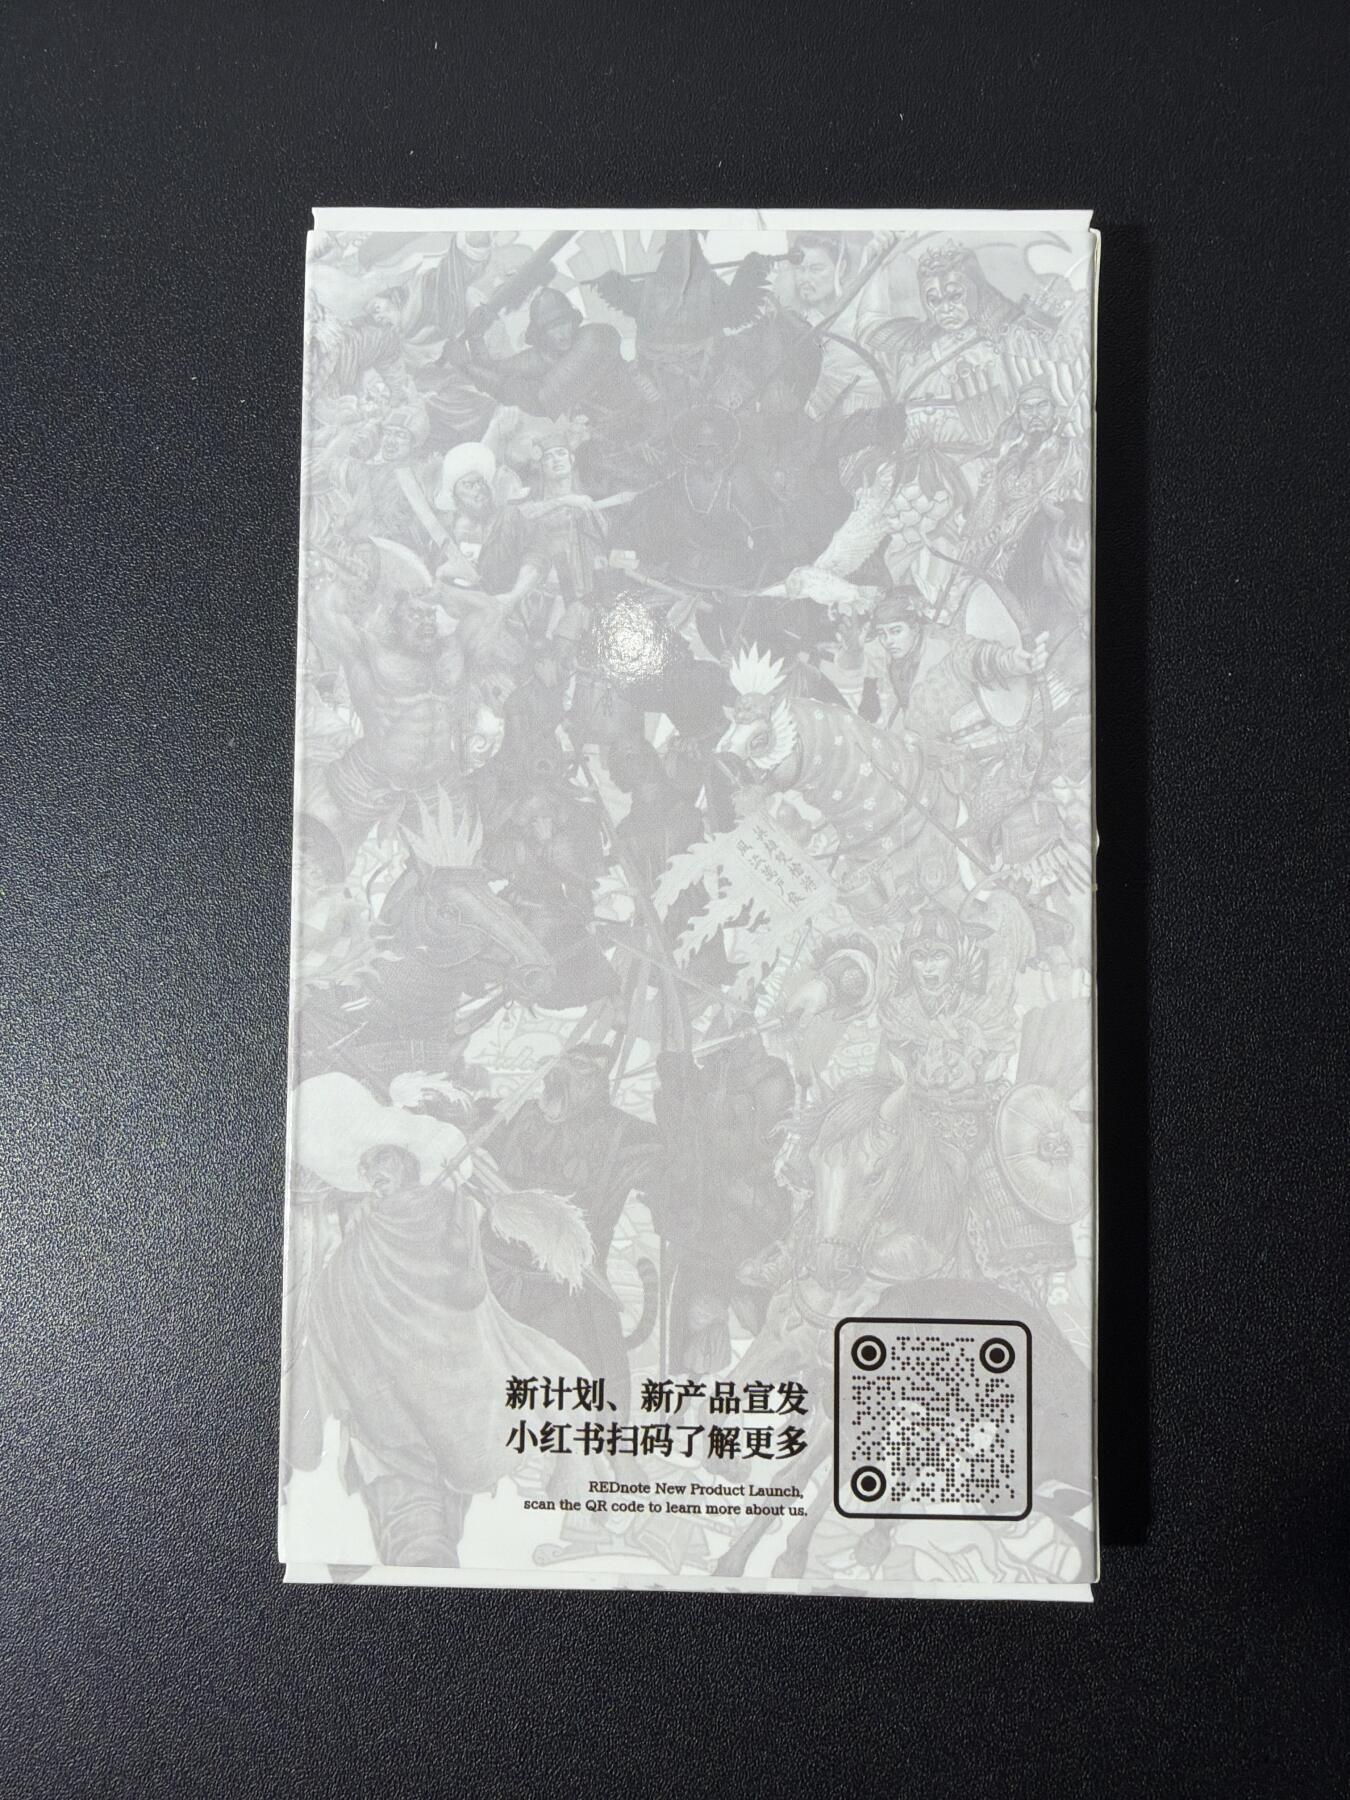 新计划、新产品宣发
小红书扫码了解更多
REDnote New Product Launch,
scan the QR code to learn more about us.